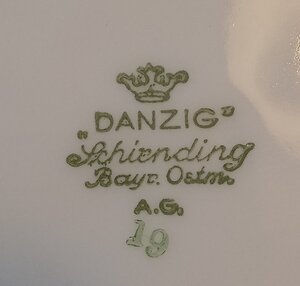 "DANZIG"
"Schirnding
Bayr. Ostm.
A.G.
19